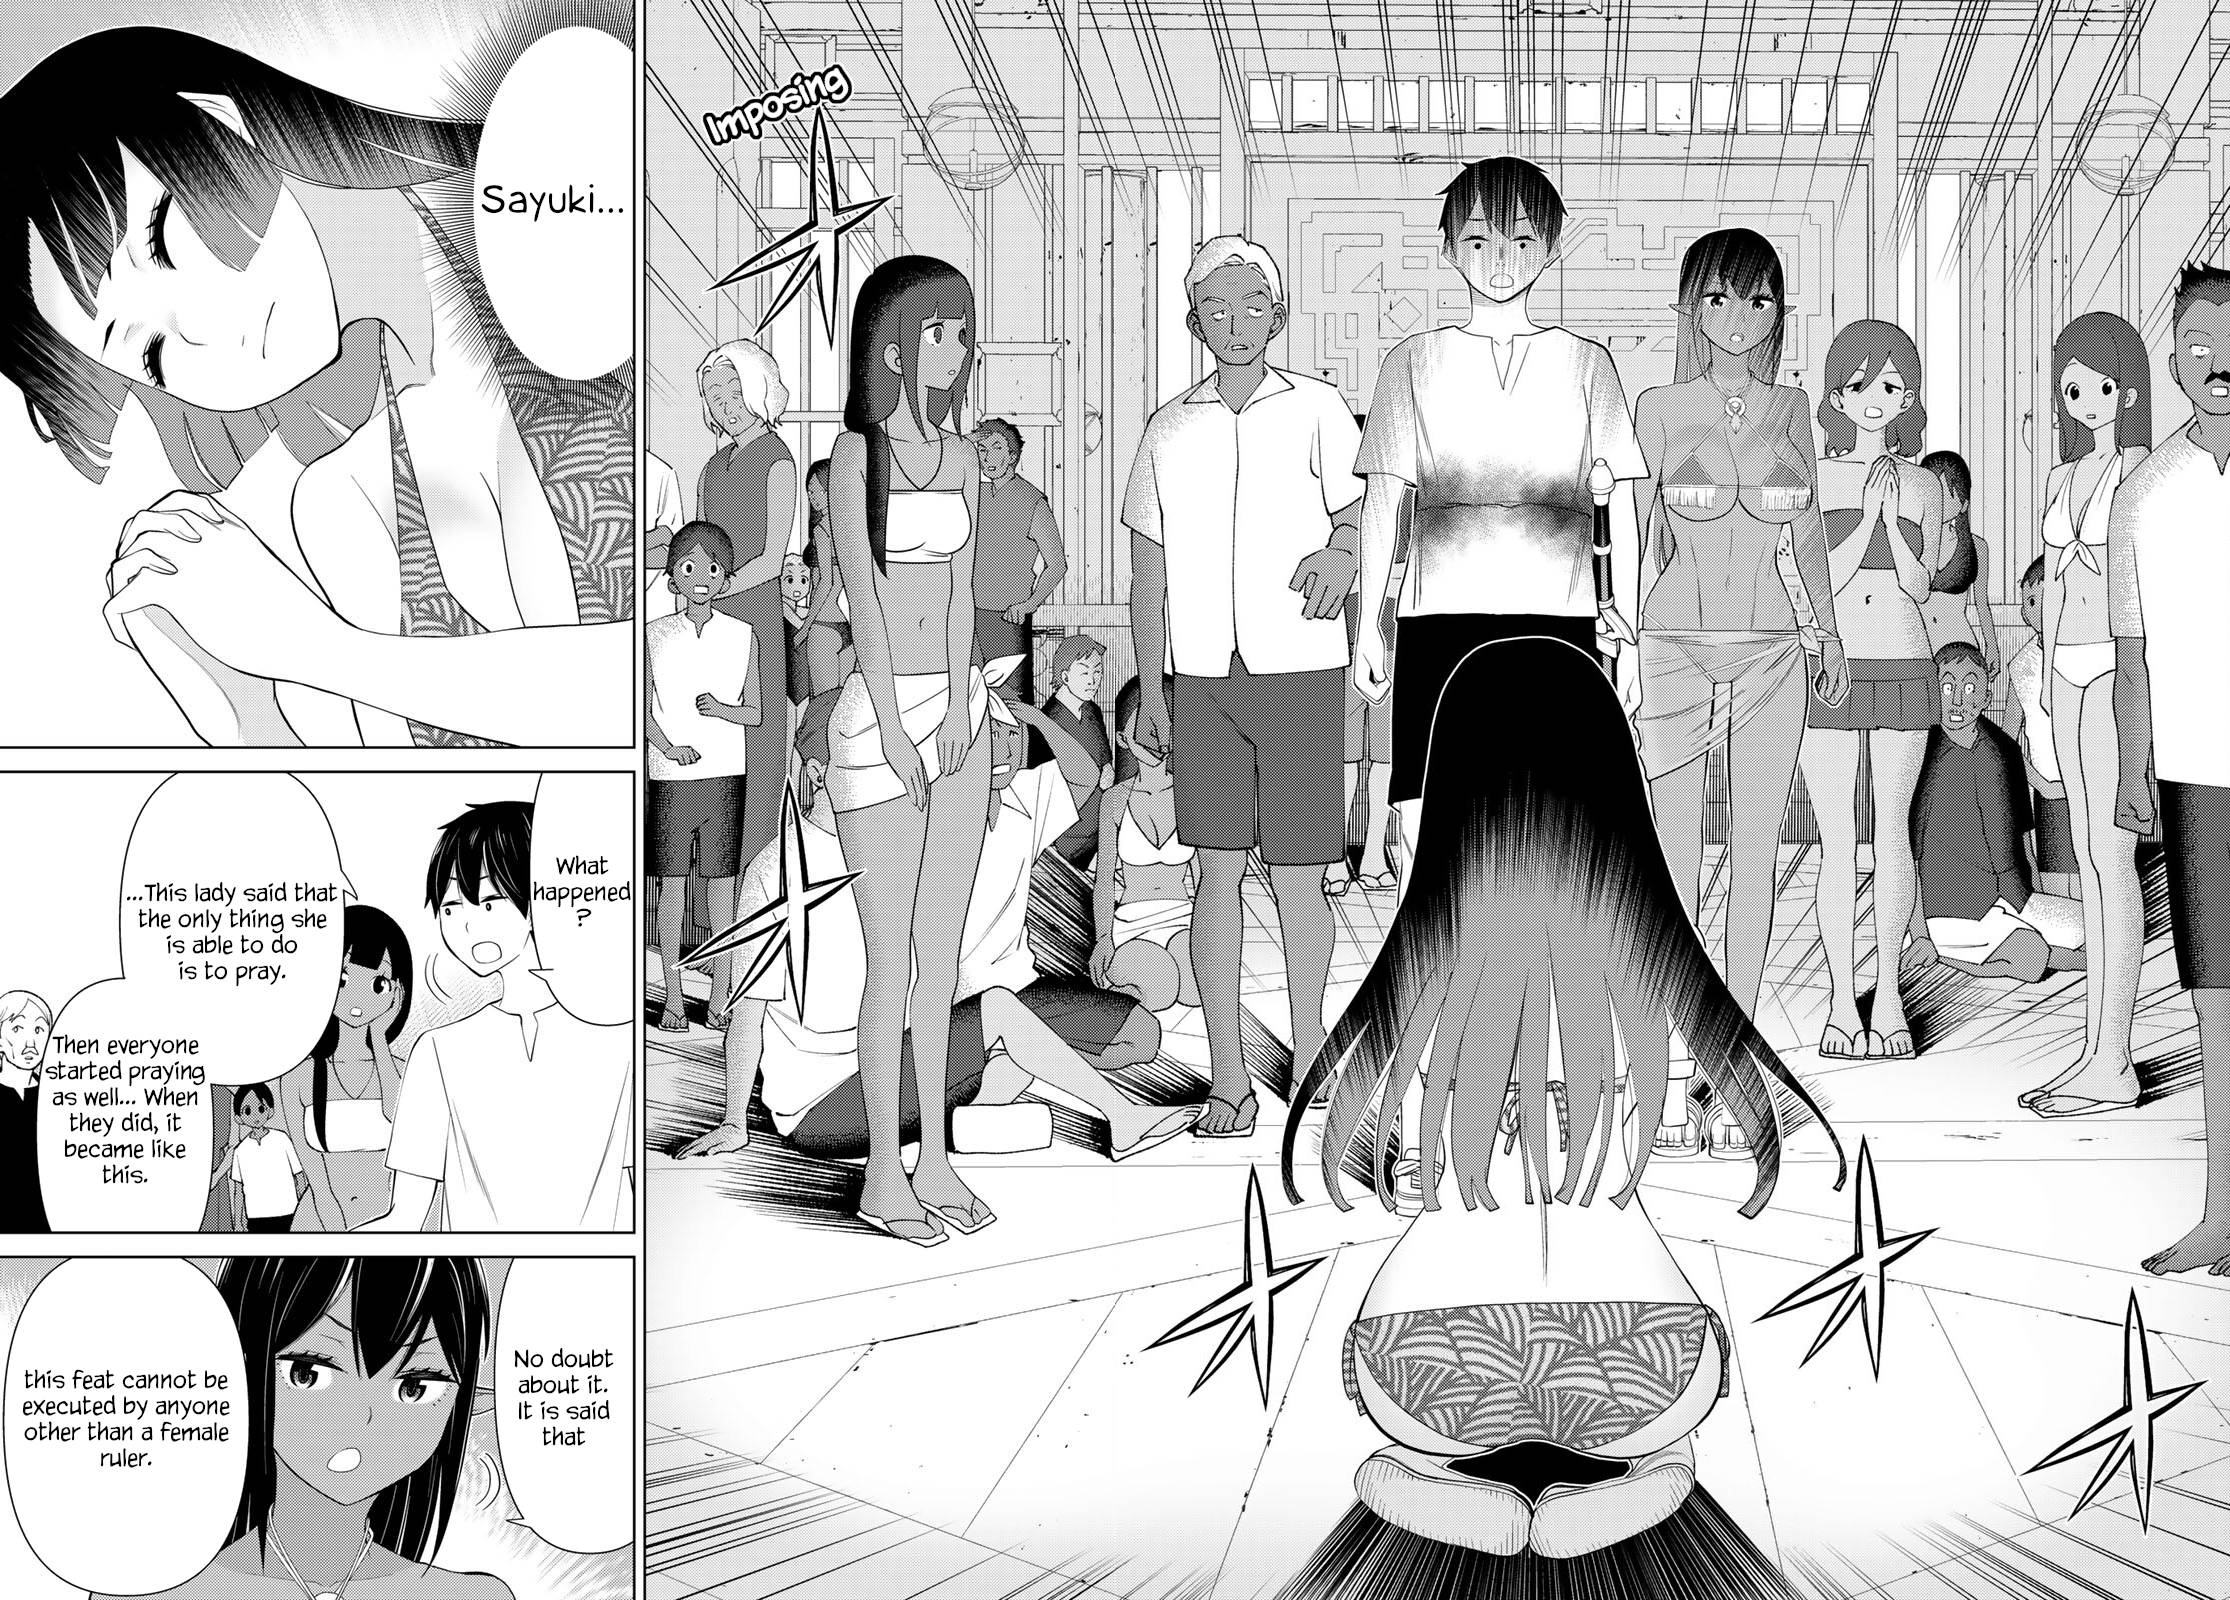 Imposing
Sayuki...
What
happened
?
...This lady said that
the only thing she
is able to do
is to pray.
Then everyone
started praying
as well... When
they did, it
became like
this.
No doubt
about it.
It is said
that
this feat cannot be
executed by anyone
other than a female
ruler.